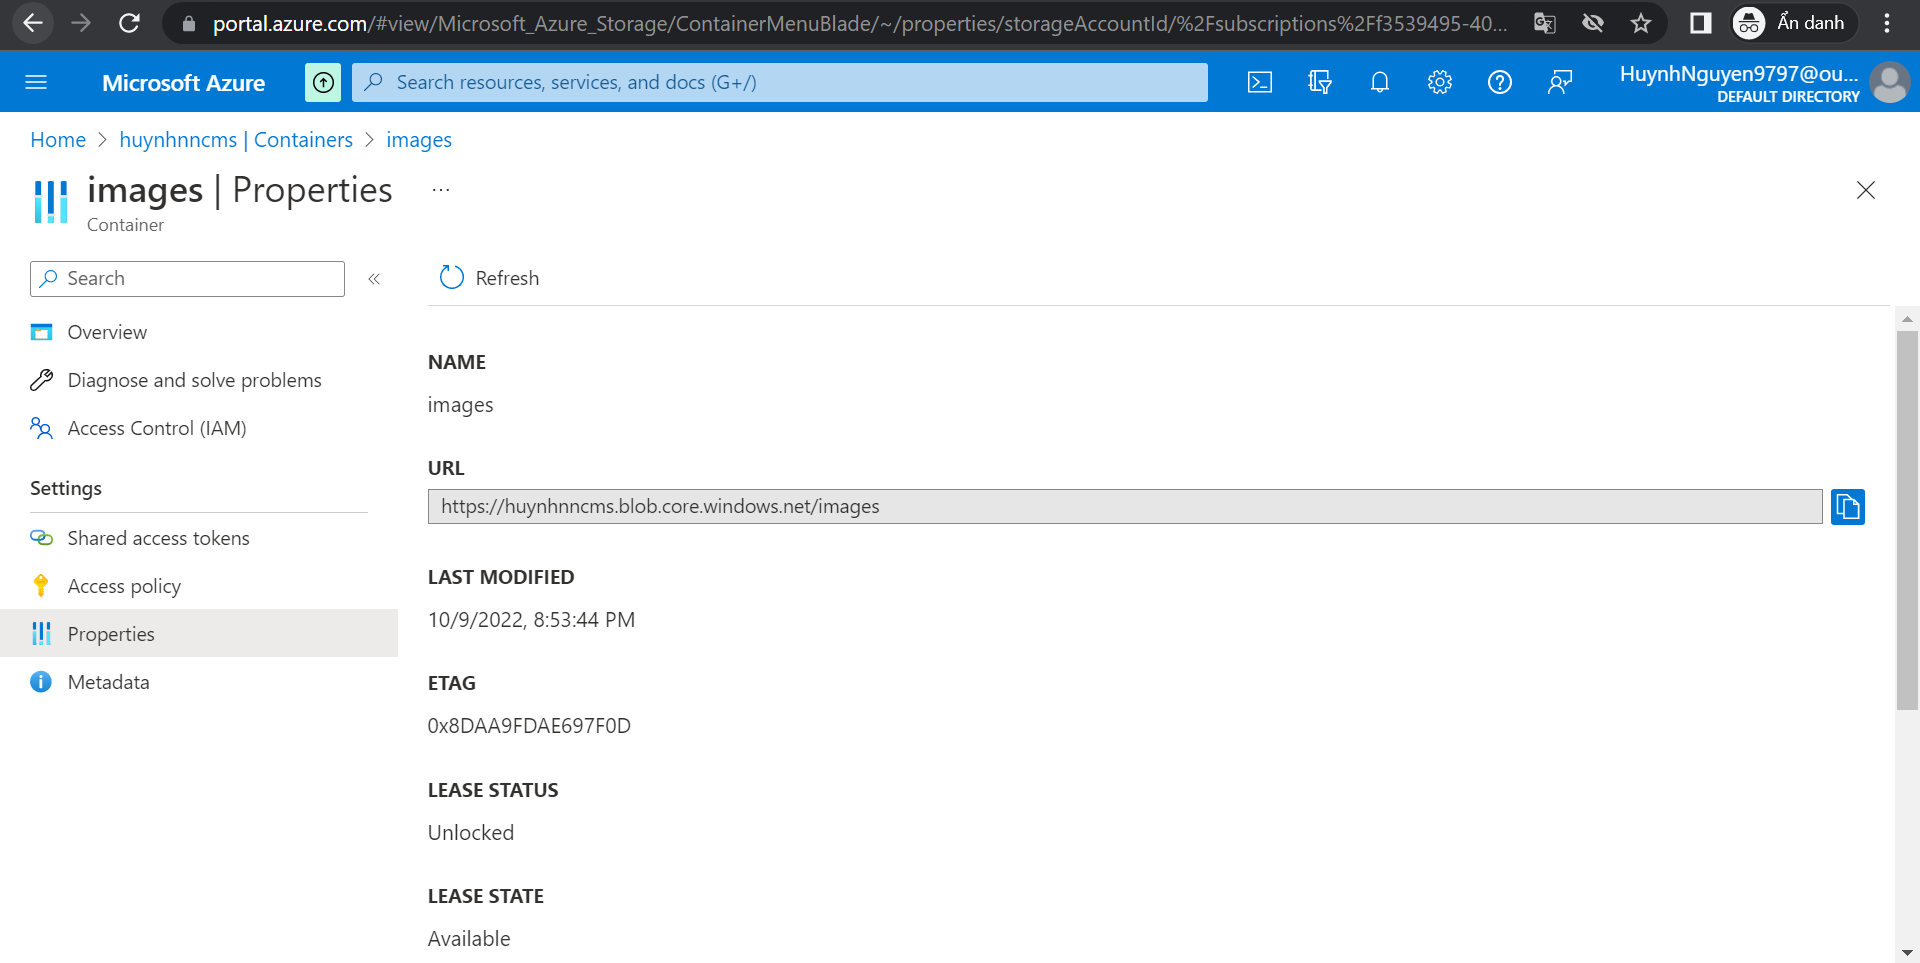 portal.azure.com/#view/Microsoft_Azure_Storage/ContainerMenuBlade/~/properties/storageAccountId/%2Fsubscriptions%2Ff3539495-40...
Ẩn danh
Microsoft Azure
Search resources, services, and docs (G+/)
HuynhNguyen9797@ou...
DEFAULT DIRECTORY
Home > huynhnncms | Containers > images
images | Properties ...
Container
Search «
Refresh
Overview
Diagnose and solve problems
Access Control (IAM)
Settings
Shared access tokens
Access policy
Properties
Metadata
NAME
images
URL
https://huynhnncms.blob.core.windows.net/images
LAST MODIFIED
10/9/2022, 8:53:44 PM
ETAG
0x8DAA9FDAE697F0D
LEASE STATUS
Unlocked
LEASE STATE
Available